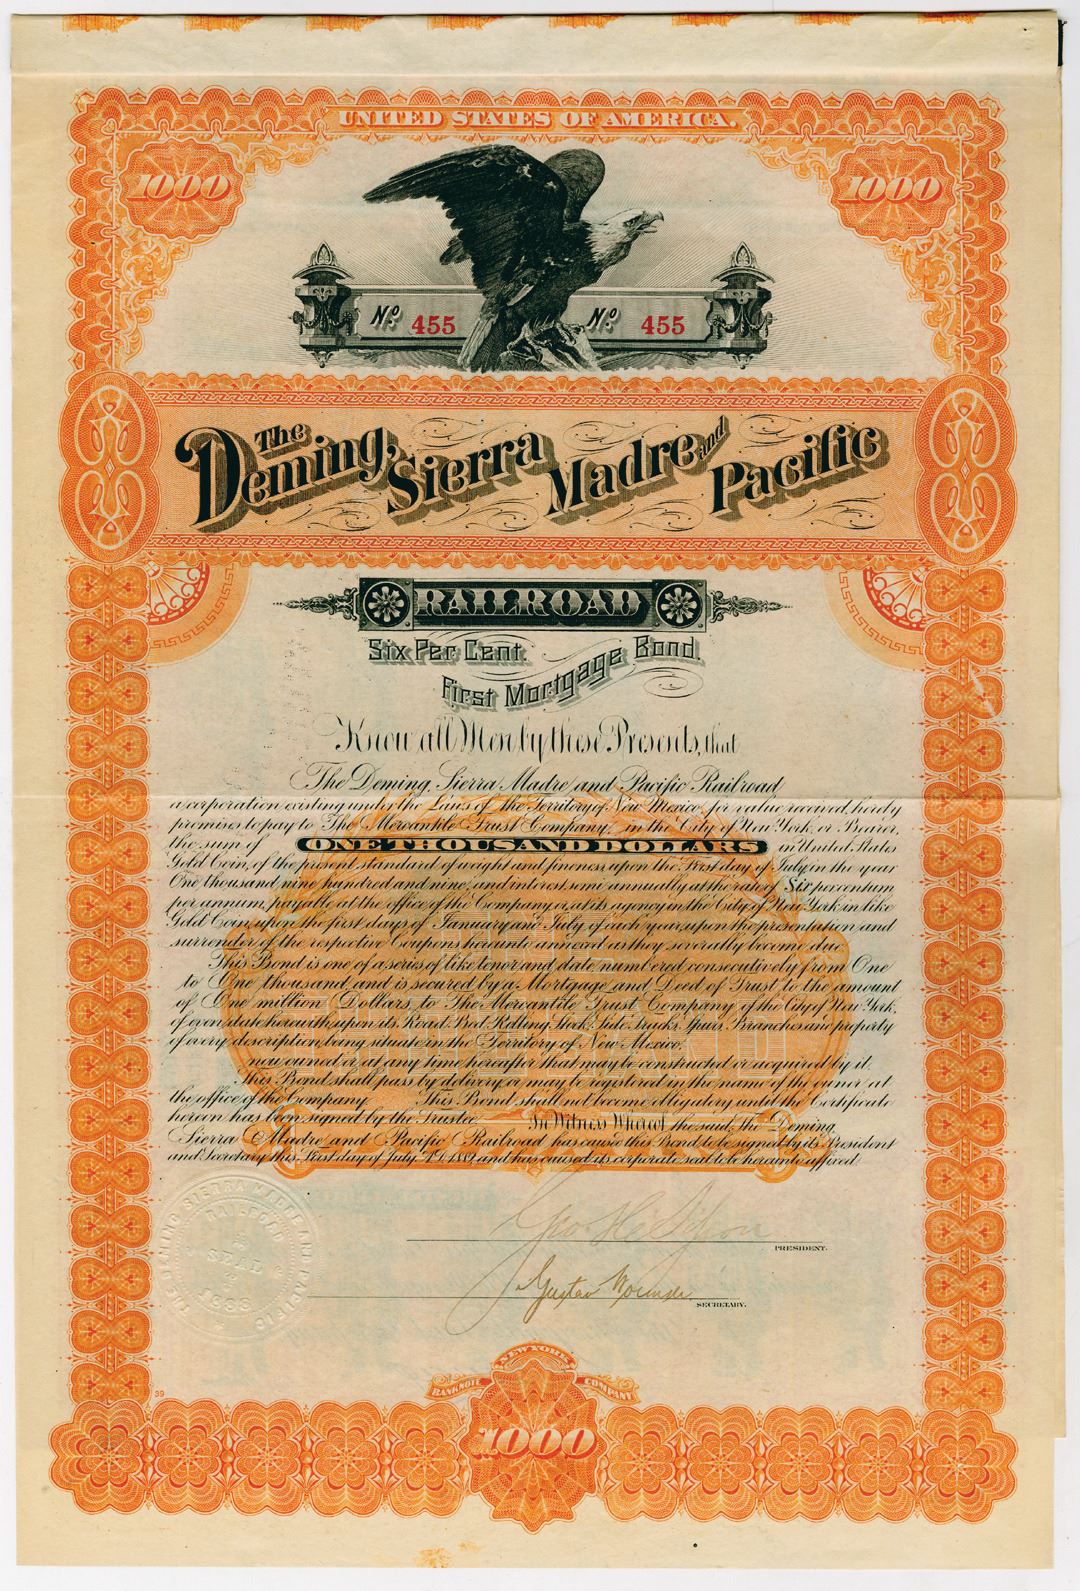 UNITED STATES OF AMERICA.
1000 1000
No. 455 No. 455
The Deming, Sierra Madre and Pacific
RAILROAD
Six Per Cent.
First Mortgage Bond
Know all Men by these Presents, that
The Deming, Sierra Madre and Pacific Railroad,
a corporation existing under the Laws of the Territory of New Mexico, for value received, hereby
promises to pay to The Mercantile Trust Company, in the City of New York, or Bearer,
the sum of ONE THOUSAND DOLLARS in United States
Gold Coin, of the present standard of weight and fineness, upon the First day of July, in the year
One thousand nine hundred and nine, and interest semi annually at the rate of Six per centum
per annum, payable at the office of the Company, or at its agency in the City of New York, in like
Gold Coin, upon the first days of January and July of each year, upon the presentation and
surrender of the respective Coupons hereunto annexed as they severally become due.
This Bond is one of a series of like tenor and date, numbered consecutively from One
to One thousand and is secured by a Mortgage and Deed of Trust to the amount
of One million Dollars to The Mercantile Trust Company of the City of New York,
of even date herewith, upon its Road Bed, Rolling Stock, Side Tracks, Spurs, Branches and property
of every description, being situate in the Territory of New Mexico,
now owned or at any time hereafter that may be constructed or acquired by it.
This Bond shall pass by delivery, or may be registered in the name of the owner at
the office of the Company. This Bond shall not become obligatory until the Certificate
hereon has been signed by the Trustee. In Witness Whereof the said, the Deming,
Sierra Madre and Pacific Railroad has cause this Bond, to be signed by its President
and Secretary this First day of July, A.D. 1889, and has caused its corporate seal to be hereunto affixed.
THE DEMING SIERRA MADRE AND PACIFIC
RAILROAD
SEAL
1888
Geo H
PRESIDENT.
Gustav
SECRETARY.
39
NEW YORK
BANKNOTE COMPANY
1000